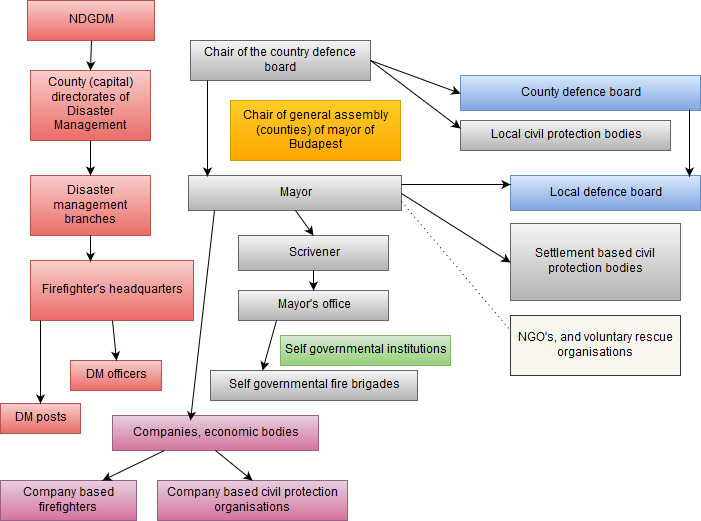 NDGDM
Chair of the country defence
board
County (capital)
directorates of
Disaster
Management
County defence board
Chair of general assembly
(counties) of mayor of
Budapest
Local civil protection bodies
Disaster
management
branches
Mayor
Local defence board
Scrivener
Settlement based civil
protection bodies
Firefighter's headquarters
Mayor's office
NGO's, and voluntary rescue
organisations
Self governmental institutions
DM officers
Self governmental fire brigades
DM posts
Companies, economic bodies
Company based
firefighters
Company based civil protection
organisations